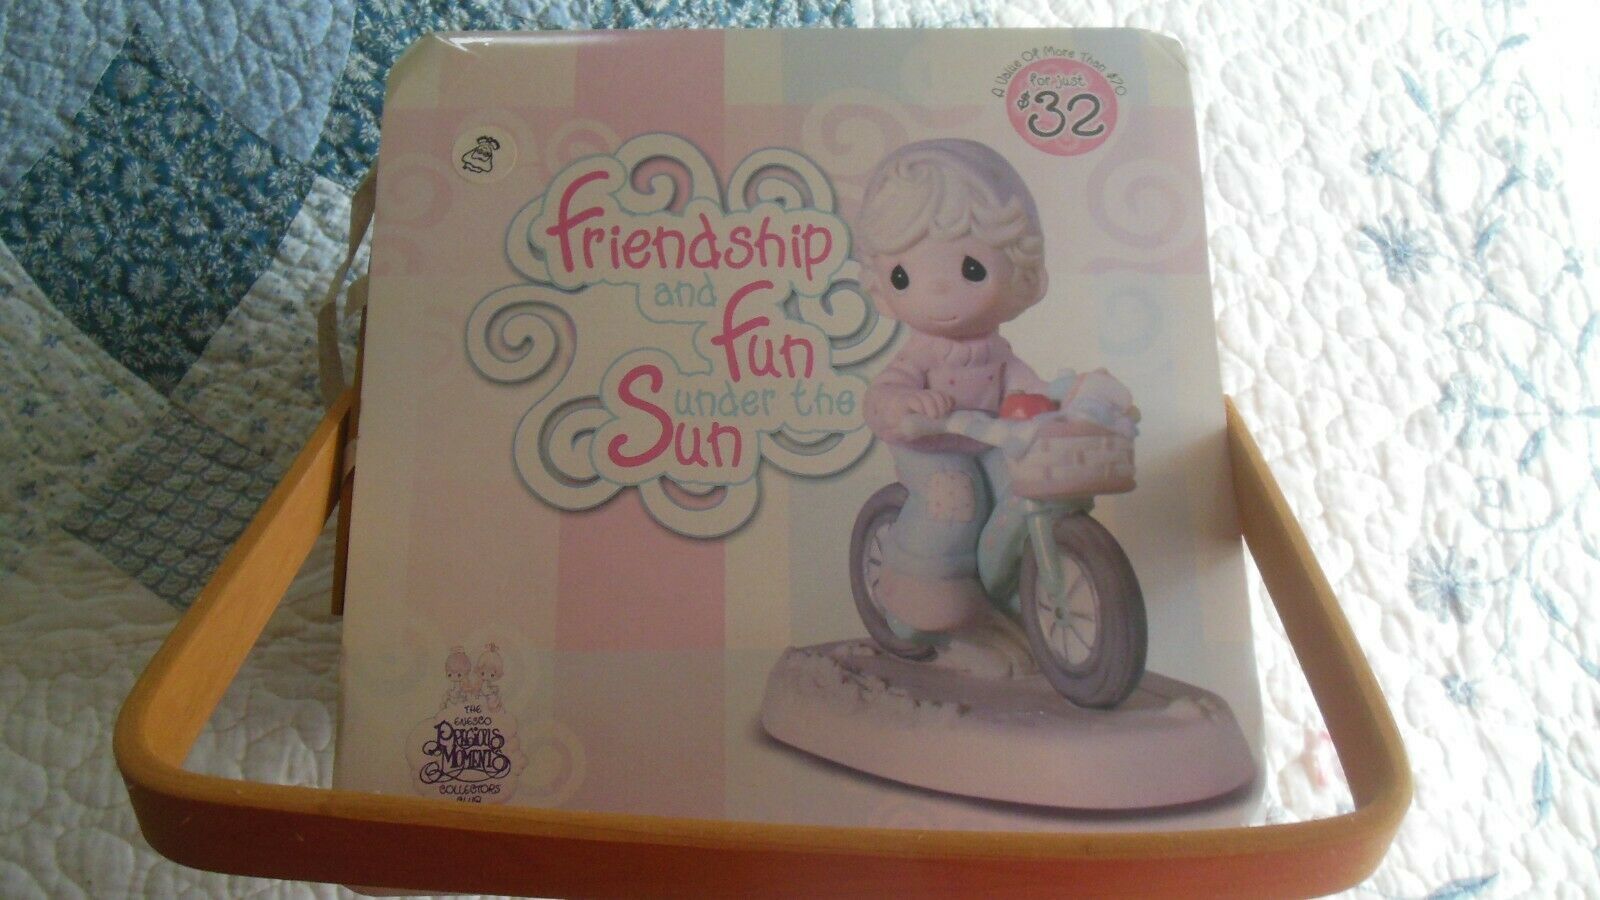 A Value Of More Than $70
for just
$32
Friendship
and
Fun
under the
Sun
THE
ENESCO
PRECIOUS
MOMENTS
COLLECTORS
CLUB